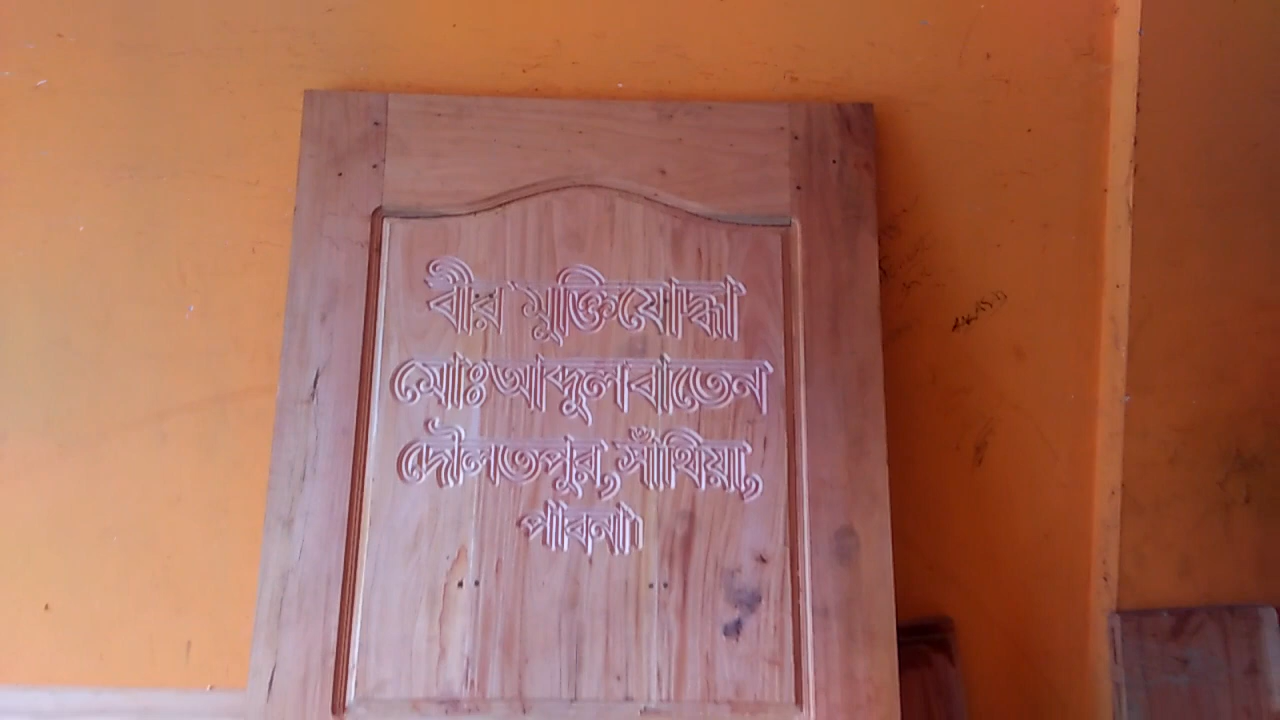 বীর মুক্তিযোদ্ধা
মোঃআব্দুল বাতেন
দৌলতপুর, সাঁথিয়া,
পাবনা।